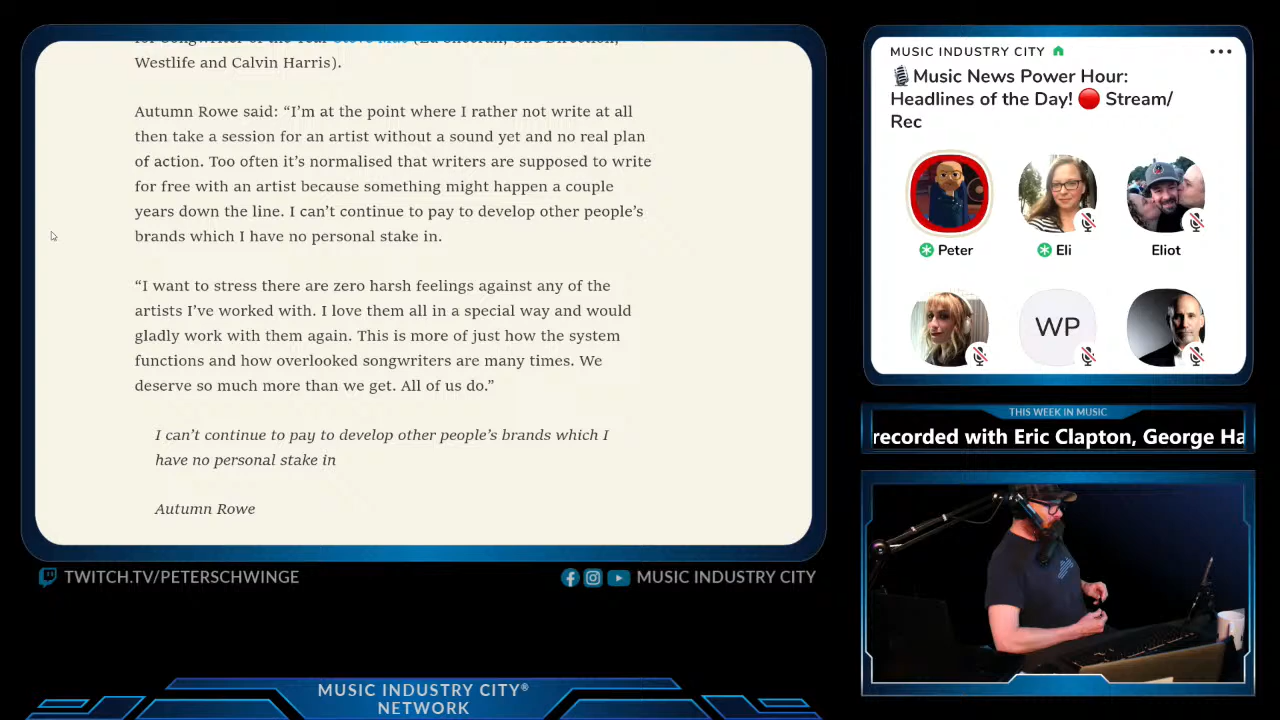 Westlife and Calvin Harris).
Autumn Rowe said: “I’m at the point where I rather not write at all
then take a session for an artist without a sound yet and no real plan
of action. Too often it’s normalised that writers are supposed to write
for free with an artist because something might happen a couple
years down the line. I can’t continue to pay to develop other people’s
brands which I have no personal stake in.
“I want to stress there are zero harsh feelings against any of the
artists I’ve worked with. I love them all in a special way and would
gladly work with them again. This is more of just how the system
functions and how overlooked songwriters are many times. We
deserve so much more than we get. All of us do.”
I can’t continue to pay to develop other people’s brands which I
have no personal stake in
Autumn Rowe
TWITCH.TV/PETERSCHWINGE
MUSIC INDUSTRY CITY
MUSIC INDUSTRY CITY®
NETWORK
MUSIC INDUSTRY CITY
Music News Power Hour:
Headlines of the Day! Stream/
Rec
Peter
Eli
Eliot
WP
THIS WEEK IN MUSIC
recorded with Eric Clapton, George Ha